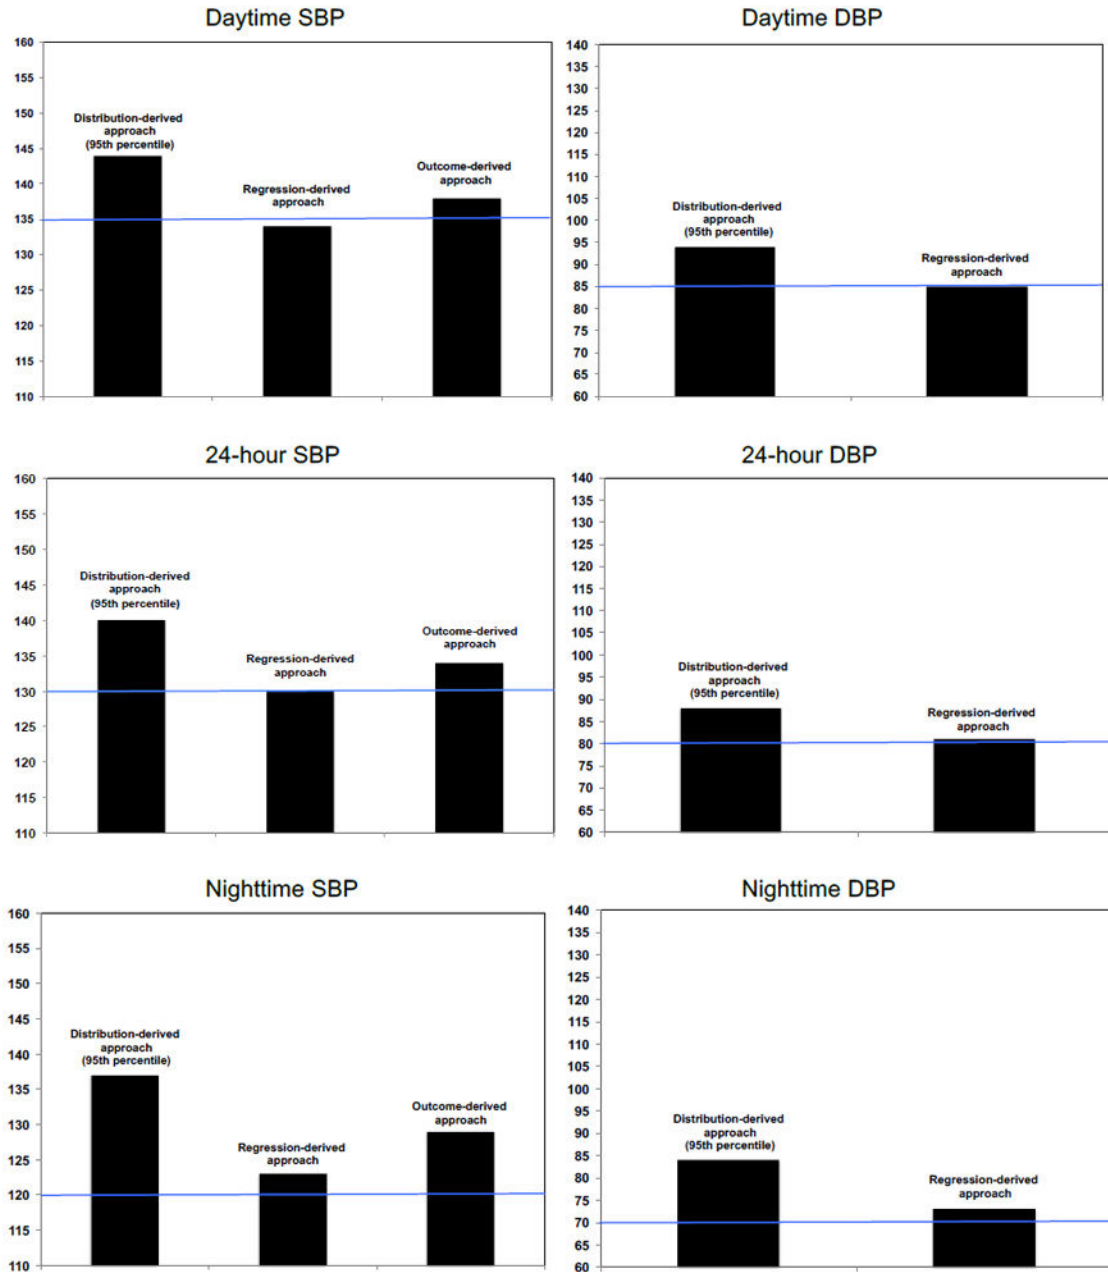 Daytime SBP
160
155
150
145
140
135
130
125
120
115
110
Distribution-derived
approach
(95th percentile)
Regression-derived
approach
Outcome-derived
approach
Daytime DBP
140
135
130
125
120
115
110
105
100
95
90
85
80
75
70
65
60
Distribution-derived
approach
(95th percentile)
Regression-derived
approach
24-hour SBP
160
155
150
145
140
135
130
125
120
115
110
Distribution-derived
approach
(95th percentile)
Regression-derived
approach
Outcome-derived
approach
24-hour DBP
140
135
130
125
120
115
110
105
100
95
90
85
80
75
70
65
60
Distribution-derived
approach
(95th percentile)
Regression-derived
approach
Nighttime SBP
160
155
150
145
140
135
130
125
120
115
110
Distribution-derived
approach
(95th percentile)
Regression-derived
approach
Outcome-derived
approach
Nighttime DBP
140
135
130
125
120
115
110
105
100
95
90
85
80
75
70
65
60
Distribution-derived
approach
(95th percentile)
Regression-derived
approach